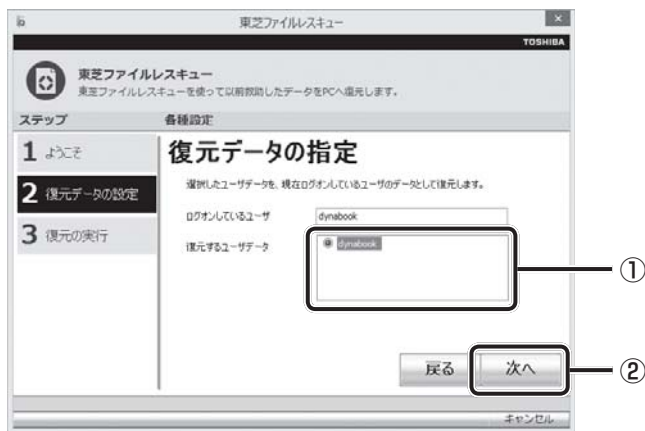 東芝ファイルレスキュー
TOSHIBA
東芝ファイルレスキュー
東芝ファイルレスキューを使って以前救助したデータをPCへ復元します。
ステップ 各種設定
1 ようこそ
2 復元データの設定
3 復元の実行
復元データの指定
選択したユーザデータを、現在ログオンしているユーザのデータとして復元します。
ログオンしているユーザ dynabook
復元するユーザデータ dynabook
①
戻る 次へ ②
キャンセル